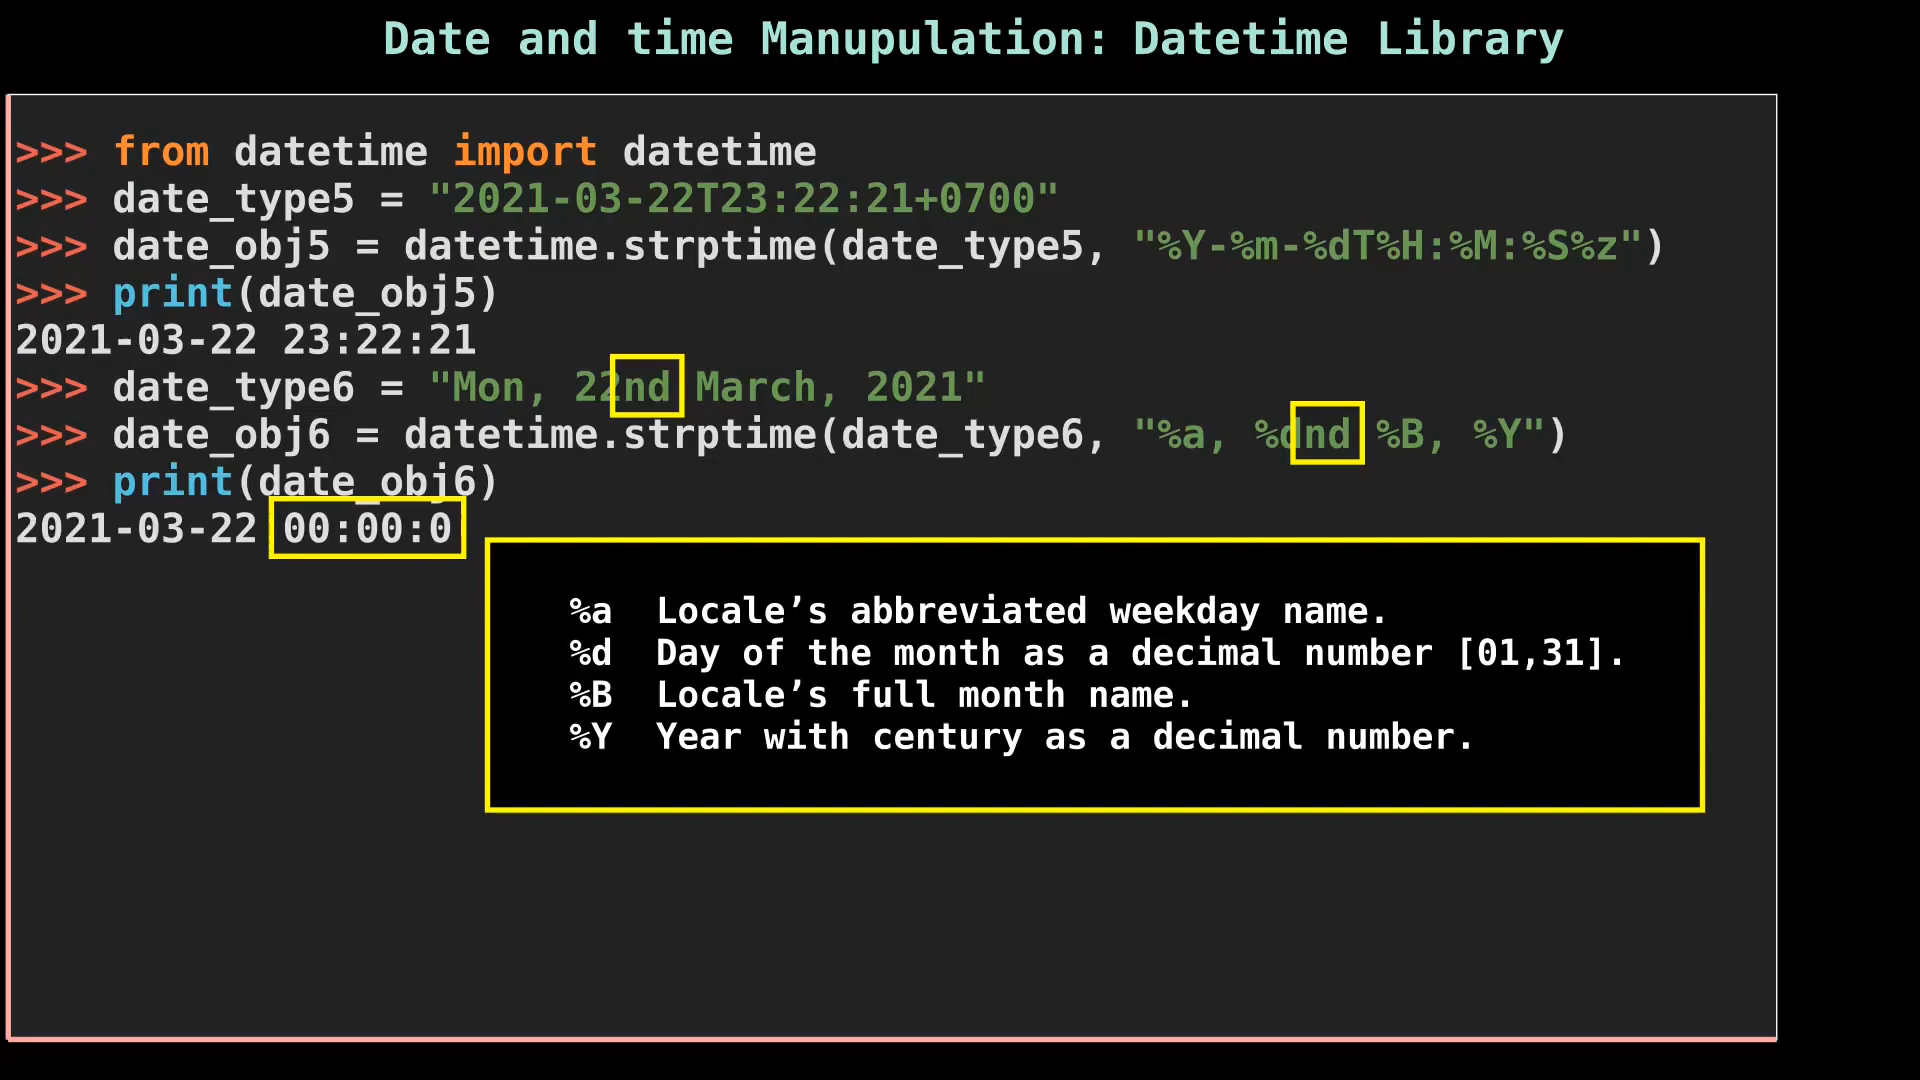 Date and time Manupulation: Datetime Library
>>> from datetime import datetime
>>> date_type5 = "2021-03-22T23:22:21+0700"
>>> date_obj5 = datetime.strptime(date_type5, "%Y-%m-%dT%H:%M:%S%z")
>>> print(date_obj5)
2021-03-22 23:22:21
>>> date_type6 = "Mon, 22nd March, 2021"
>>> date_obj6 = datetime.strptime(date_type6, "%a, %dnd %B, %Y")
>>> print(date_obj6)
2021-03-22 00:00:0
%a Locale’s abbreviated weekday name.
%d Day of the month as a decimal number [01,31].
%B Locale’s full month name.
%Y Year with century as a decimal number.